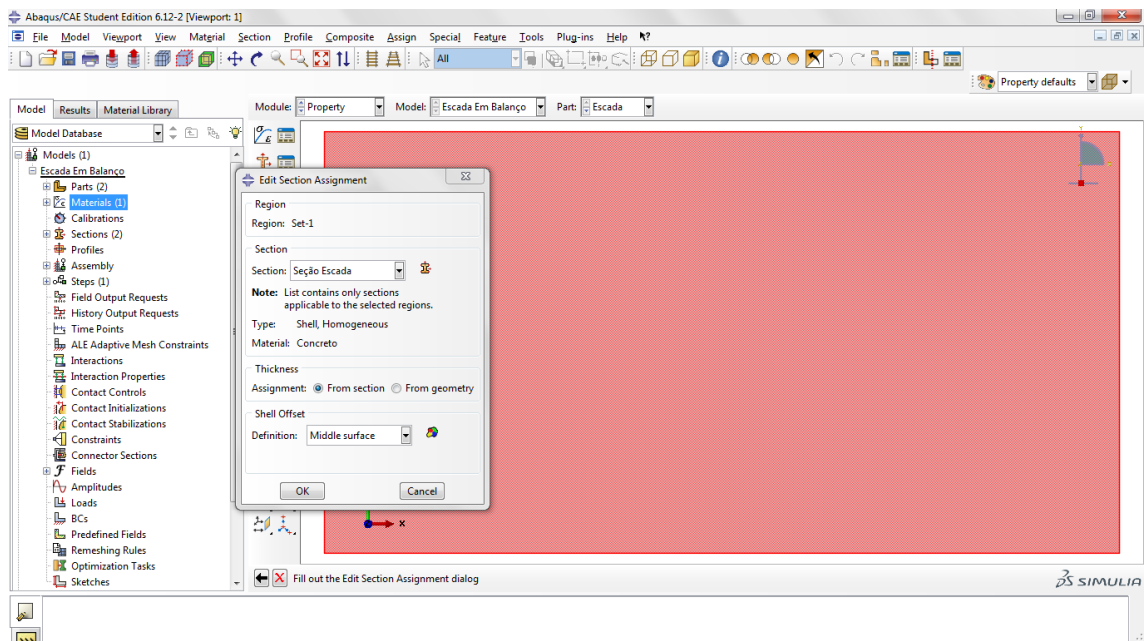 Abaqus/CAE Student Edition 6.12-2 [Viewport: 1]
File Model Viewport View Material Section Profile Composite Assign Special Feature Tools Plug-ins Help
All
Property defaults
Model Results Material Library
Module: Property Model: Escada Em Balanço Part: Escada
Model Database
Models (1)
Escada Em Balanço
Parts (2)
Materials (1)
Calibrations
Sections (2)
Profiles
Assembly
Steps (1)
Field Output Requests
History Output Requests
Time Points
ALE Adaptive Mesh Constraints
Interactions
Interaction Properties
Contact Controls
Contact Initializations
Contact Stabilizations
Constraints
Connector Sections
Fields
Amplitudes
Loads
BCs
Predefined Fields
Remeshing Rules
Optimization Tasks
Sketches
Edit Section Assignment
Region
Region: Set-1
Section
Section: Seção Escada
Note: List contains only sections
applicable to the selected regions.
Type: Shell, Homogeneous
Material: Concreto
Thickness
Assignment: From section From geometry
Shell Offset
Definition: Middle surface
OK Cancel
Y
X
Fill out the Edit Section Assignment dialog
SIMULIA